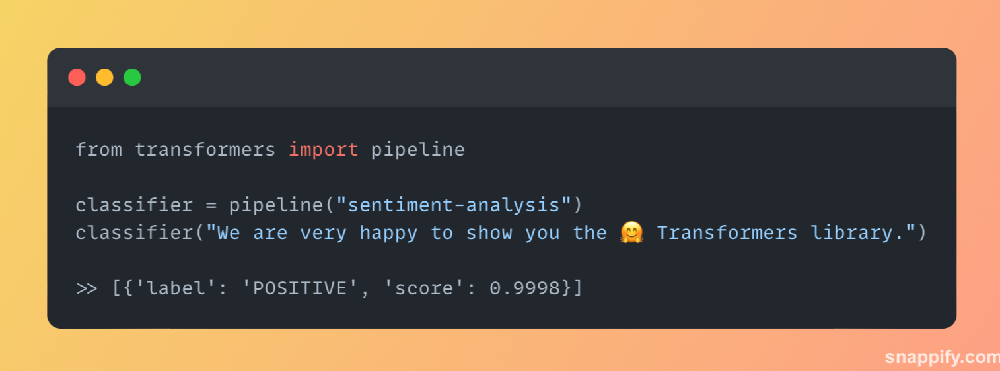 from transformers import pipeline
classifier = pipeline("sentiment-analysis")
classifier("We are very happy to show you the 🤗 Transformers library.")
>> [{'label': 'POSITIVE', 'score': 0.9998}]
snappify.com